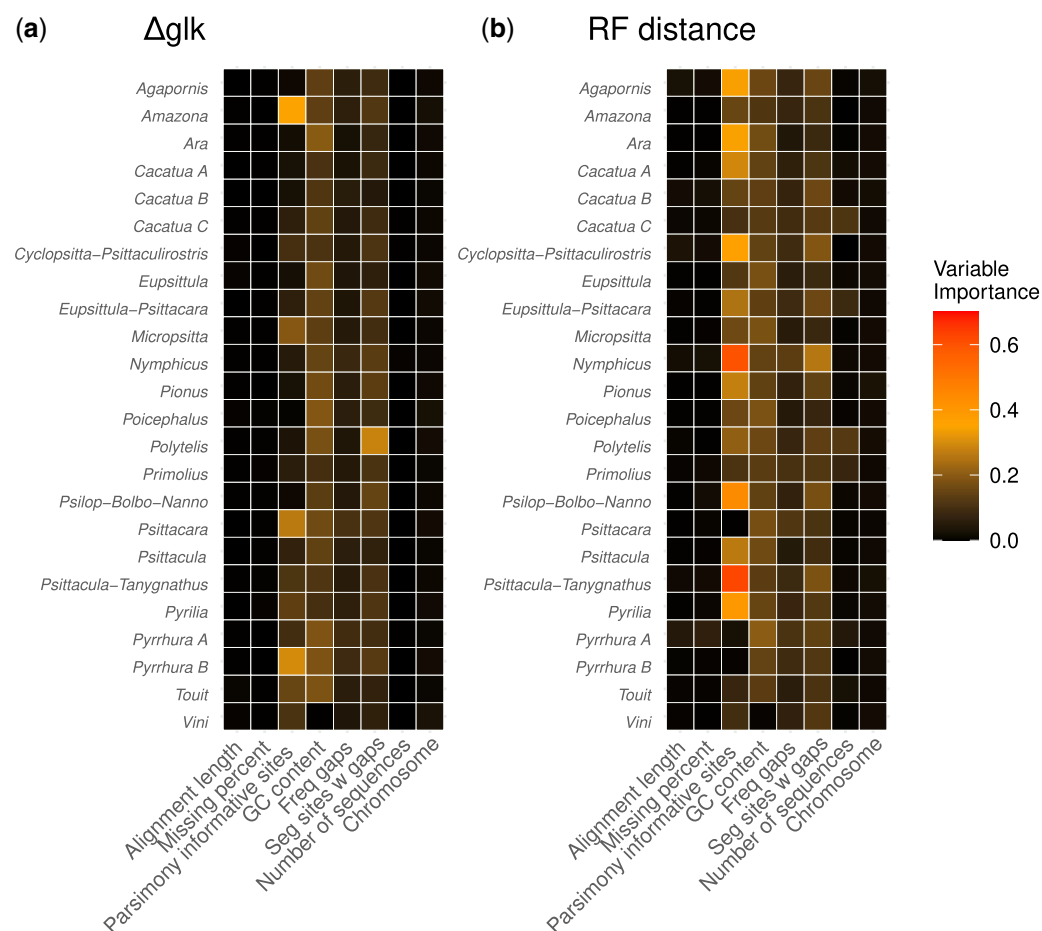 (a) Δglk (b) RF distance
Agapornis
Amazona
Ara
Cacatua A
Cacatua B
Cacatua C
Cyclopsitta−Psittaculirostris
Eupsittula
Eupsittula−Psittacara
Micropsitta
Nymphicus
Pionus
Poicephalus
Polytelis
Primolius
Psilop−Bolbo−Nanno
Psittacara
Psittacula
Psittacula−Tanygnathus
Pyrilia
Pyrrhura A
Pyrrhura B
Touit
Vini
Alignment length
Missing percent
Parsimony informative sites
GC content
Freq gaps
Seg sites w gaps
Number of sequences
Chromosome
Agapornis
Amazona
Ara
Cacatua A
Cacatua B
Cacatua C
Cyclopsitta−Psittaculirostris
Eupsittula
Eupsittula−Psittacara
Micropsitta
Nymphicus
Pionus
Poicephalus
Polytelis
Primolius
Psilop−Bolbo−Nanno
Psittacara
Psittacula
Psittacula−Tanygnathus
Pyrilia
Pyrrhura A
Pyrrhura B
Touit
Vini
Alignment length
Missing percent
Parsimony informative sites
GC content
Freq gaps
Seg sites w gaps
Number of sequences
Chromosome
Variable
Importance
0.6
0.4
0.2
0.0